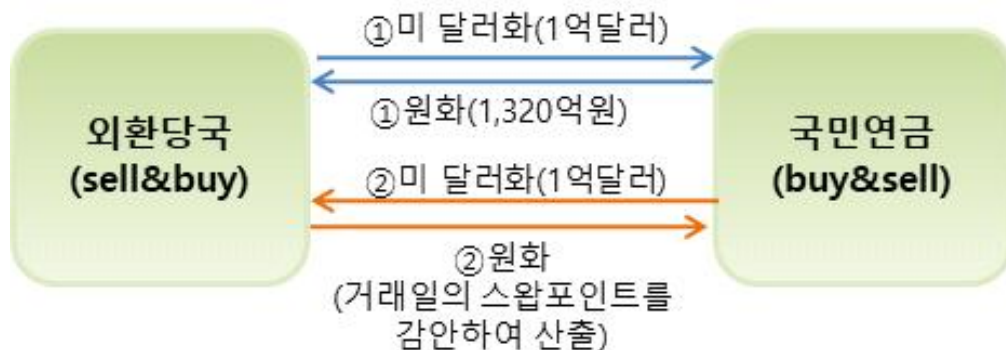 ①미 달러화(1억달러)
①원화(1,320억원)
외환당국
(sell&buy)
국민연금
(buy&sell)
②미 달러화(1억달러)
②원화
(거래일의 스왑포인트를
감안하여 산출)